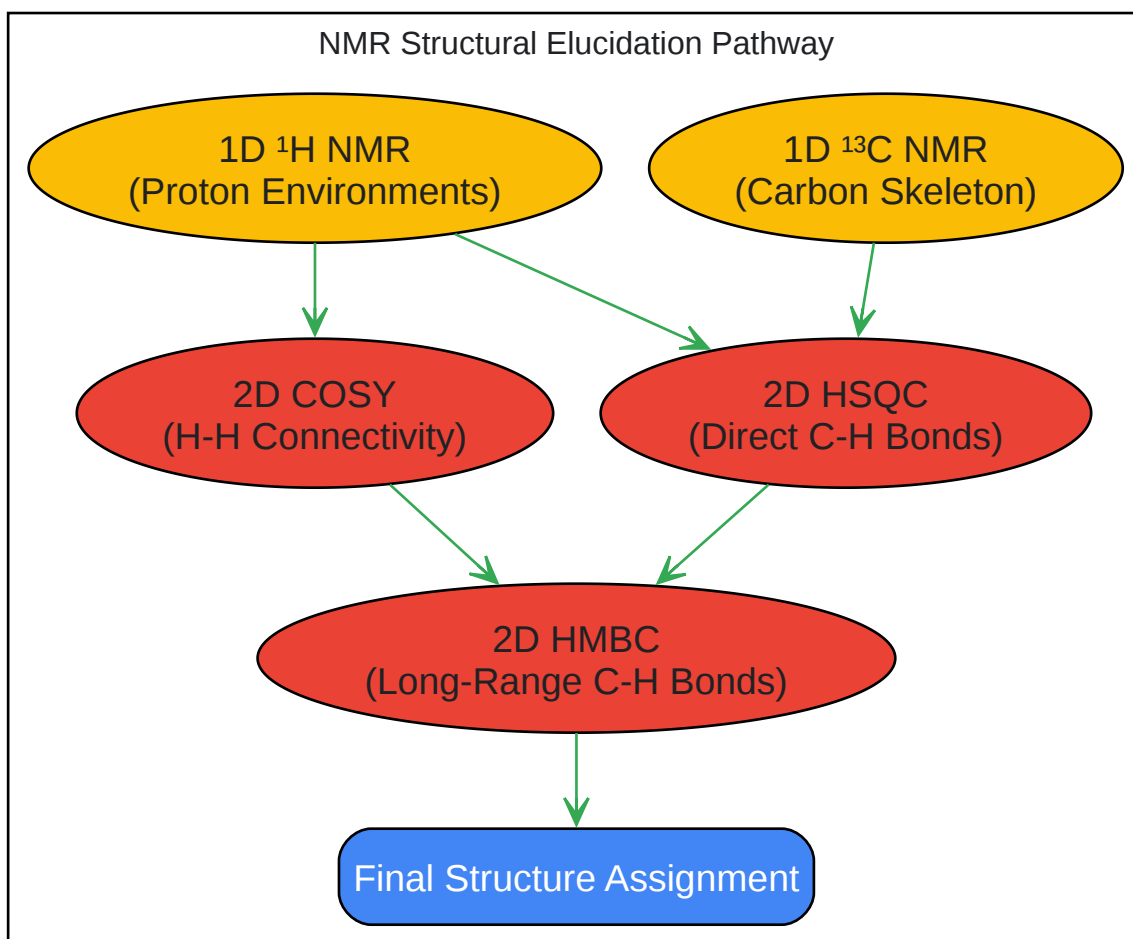 NMR Structural Elucidation Pathway
1D ¹H NMR
(Proton Environments)
1D ¹³C NMR
(Carbon Skeleton)
2D COSY
(H-H Connectivity)
2D HSQC
(Direct C-H Bonds)
2D HMBC
(Long-Range C-H Bonds)
Final Structure Assignment